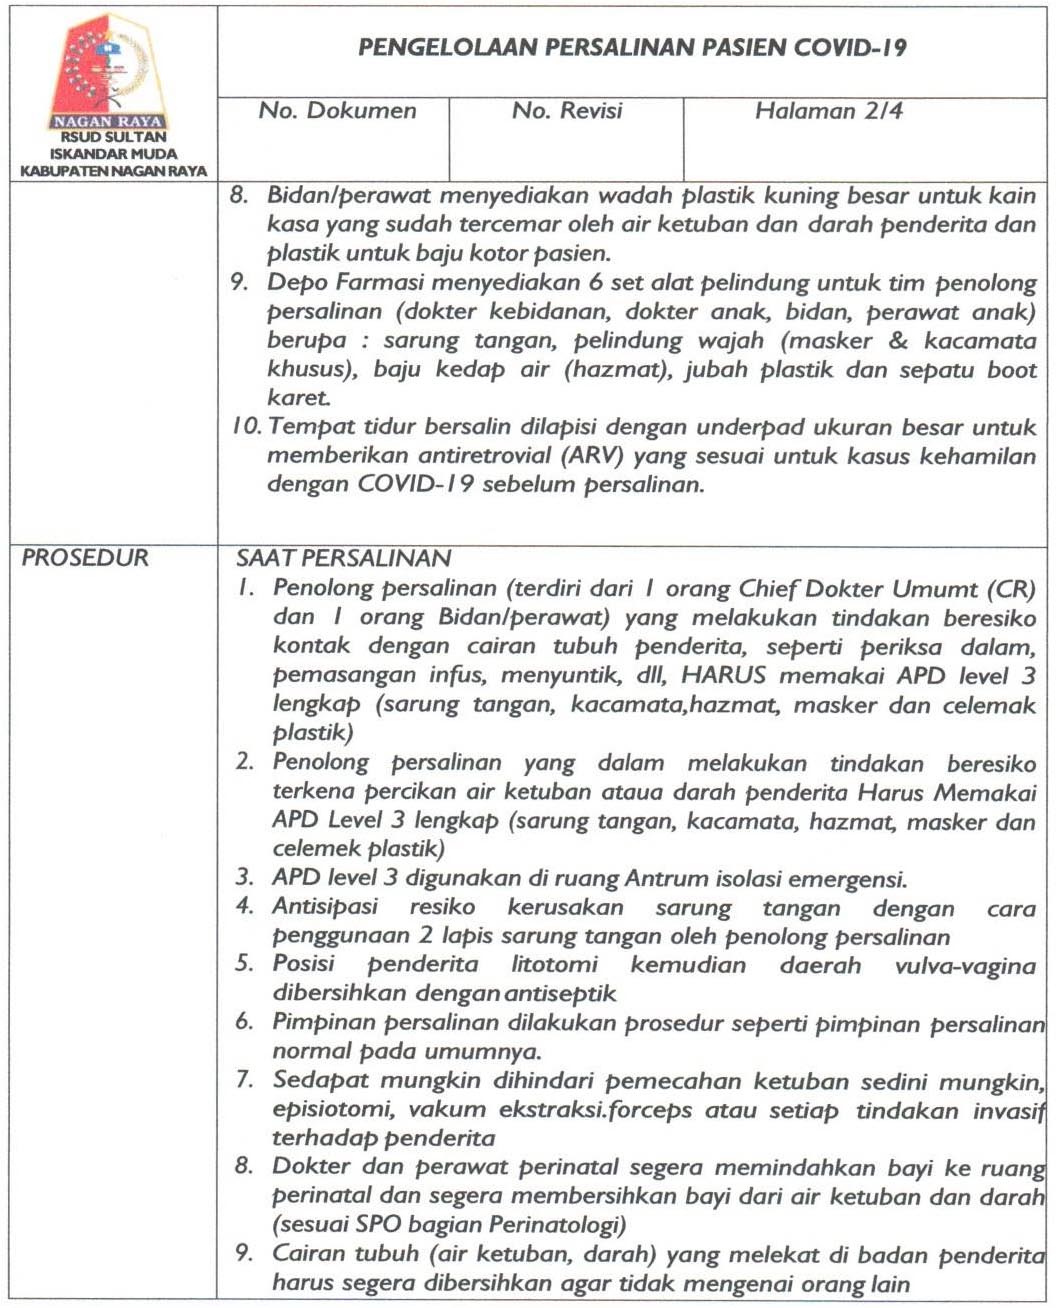 PENGELOLAAN PERSALINAN PASIEN COVID-19
NAGAN RAYA
RSUD SULTAN
ISKANDAR MUDA
KABUPATEN NAGAN RAYA
No. Dokumen
No. Revisi
Halaman 2/4
8. Bidan/perawat menyediakan wadah plastik kuning besar untuk kain
kasa yang sudah tercemar oleh air ketuban dan darah penderita dan
plastik untuk baju kotor pasien.
9. Depo Farmasi menyediakan 6 set alat pelindung untuk tim penolong
persalinan (dokter kebidanan, dokter anak, bidan, perawat anak)
berupa : sarung tangan, pelindung wajah (masker & kacamata
khusus), baju kedap air (hazmat), jubah plastik dan sepatu boot
karet.
10. Tempat tidur bersalin dilapisi dengan underpad ukuran besar untuk
memberikan antiretrovial (ARV) yang sesuai untuk kasus kehamilan
dengan COVID-19 sebelum persalinan.
PROSEDUR
SAAT PERSALINAN
1. Penolong persalinan (terdiri dari 1 orang Chief Dokter Umumt (CR)
dan 1 orang Bidan/perawat) yang melakukan tindakan beresiko
kontak dengan cairan tubuh penderita, seperti periksa dalam,
pemasangan infus, menyuntik, dll, HARUS memakai APD level 3
lengkap (sarung tangan, kacamata,hazmat, masker dan celemak
plastik)
2. Penolong persalinan yang dalam melakukan tindakan beresiko
terkena percikan air ketuban ataua darah penderita Harus Memakai
APD Level 3 lengkap (sarung tangan, kacamata, hazmat, masker dan
celemek plastik)
3. APD level 3 digunakan di ruang Antrum isolasi emergensi.
4. Antisipasi resiko kerusakan sarung tangan dengan cara
penggunaan 2 lapis sarung tangan oleh penolong persalinan
5. Posisi penderita litotomi kemudian daerah vulva-vagina
dibersihkan dengan antiseptik
6. Pimpinan persalinan dilakukan prosedur seperti pimpinan persalinan
normal pada umumnya.
7. Sedapat mungkin dihindari pemecahan ketuban sedini mungkin,
episiotomi, vakum ekstraksi.forceps atau setiap tindakan invasif
terhadap penderita
8. Dokter dan perawat perinatal segera memindahkan bayi ke ruang
perinatal dan segera membersihkan bayi dari air ketuban dan darah
(sesuai SPO bagian Perinatologi)
9. Cairan tubuh (air ketuban, darah) yang melekat di badan penderita
harus segera dibersihkan agar tidak mengenai orang lain